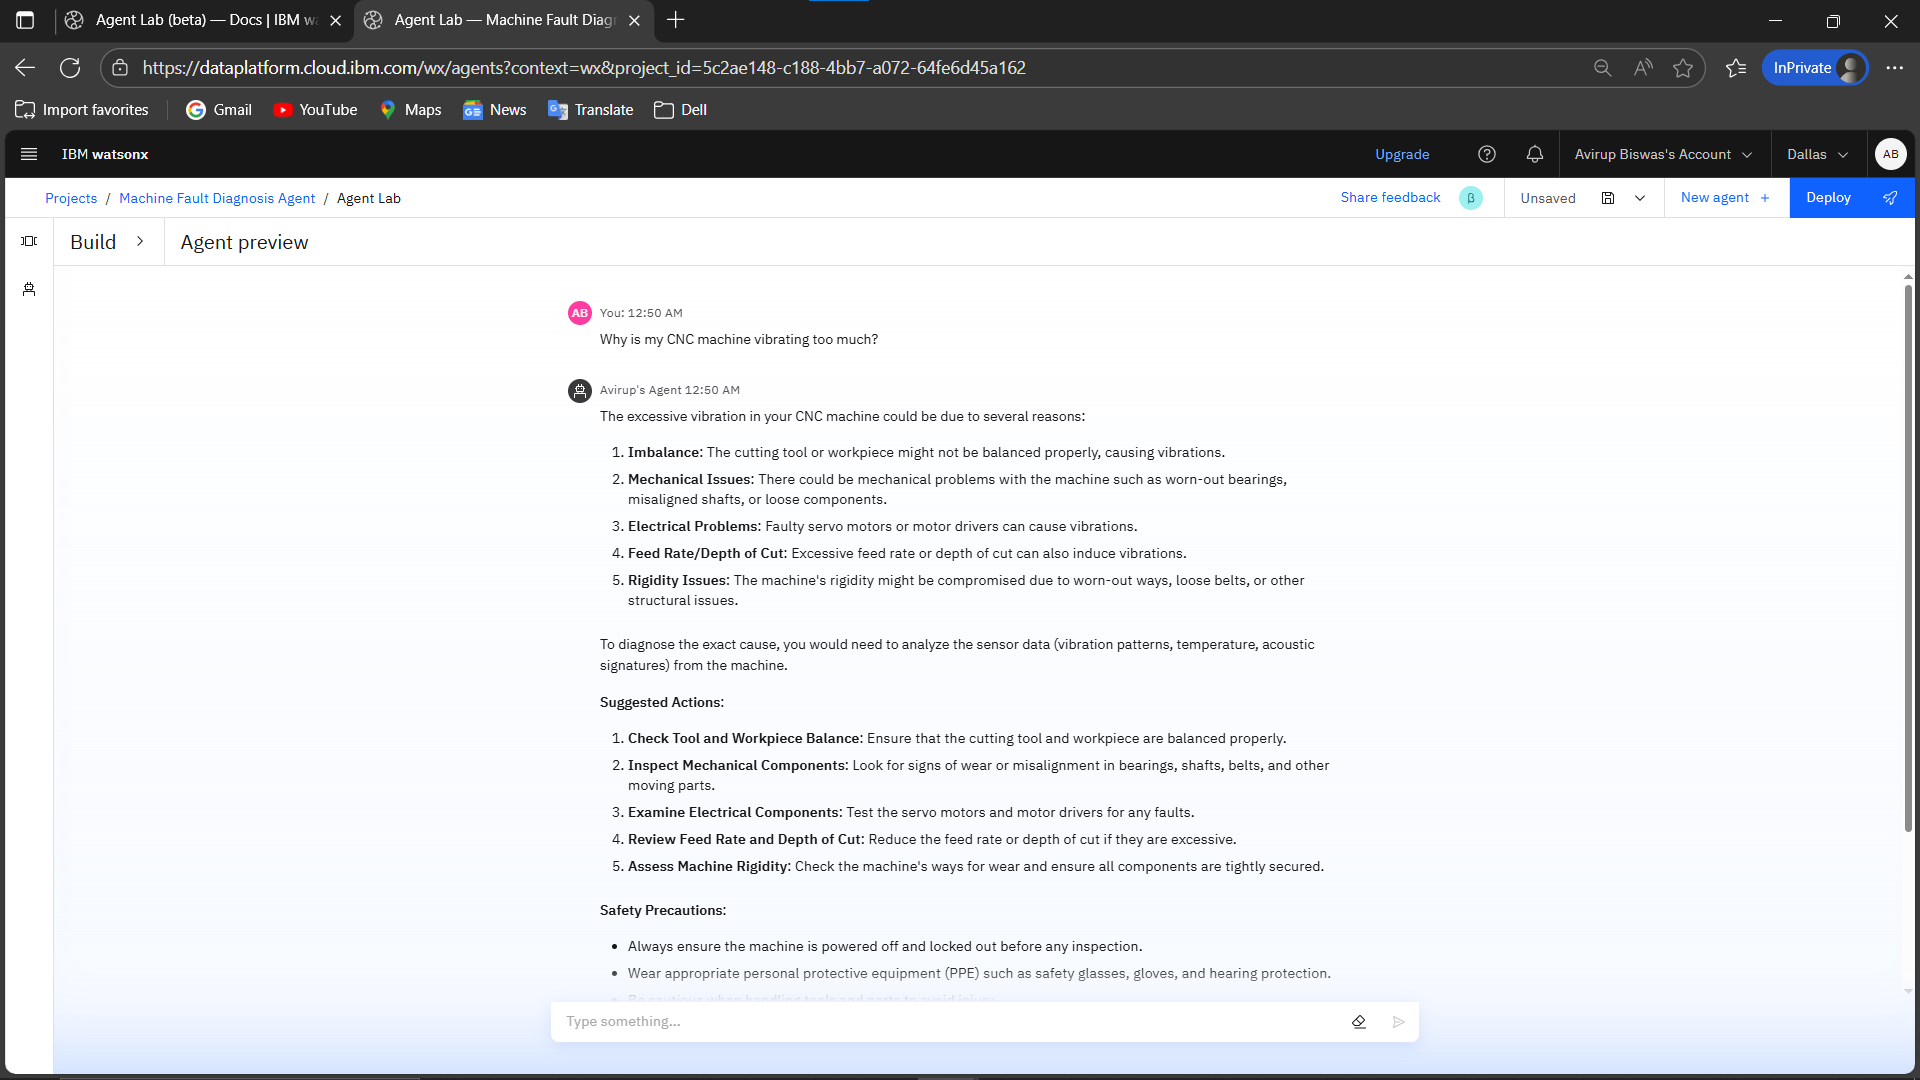 Agent Lab (beta) — Docs | IBM wa
Agent Lab — Machine Fault Diagn
https://dataplatform.cloud.ibm.com/wx/agents?context=wx&project_id=5c2ae148-c188-4bb7-a072-64fe6d45a162
InPrivate
Import favorites
Gmail
YouTube
Maps
News
Translate
Dell
IBM watsonx
Upgrade
Avirup Biswas's Account
Dallas
AB
Projects / Machine Fault Diagnosis Agent / Agent Lab
Share feedback
β
Unsaved
New agent +
Deploy
Build
Agent preview
AB
You: 12:50 AM
Why is my CNC machine vibrating too much?
Avirup's Agent 12:50 AM
The excessive vibration in your CNC machine could be due to several reasons:
1. Imbalance: The cutting tool or workpiece might not be balanced properly, causing vibrations.
2. Mechanical Issues: There could be mechanical problems with the machine such as worn-out bearings,
misaligned shafts, or loose components.
3. Electrical Problems: Faulty servo motors or motor drivers can cause vibrations.
4. Feed Rate/Depth of Cut: Excessive feed rate or depth of cut can also induce vibrations.
5. Rigidity Issues: The machine's rigidity might be compromised due to worn-out ways, loose belts, or other
structural issues.
To diagnose the exact cause, you would need to analyze the sensor data (vibration patterns, temperature, acoustic
signatures) from the machine.
Suggested Actions:
1. Check Tool and Workpiece Balance: Ensure that the cutting tool and workpiece are balanced properly.
2. Inspect Mechanical Components: Look for signs of wear or misalignment in bearings, shafts, belts, and other
moving parts.
3. Examine Electrical Components: Test the servo motors and motor drivers for any faults.
4. Review Feed Rate and Depth of Cut: Reduce the feed rate or depth of cut if they are excessive.
5. Assess Machine Rigidity: Check the machine's ways for wear and ensure all components are tightly secured.
Safety Precautions:
• Always ensure the machine is powered off and locked out before any inspection.
• Wear appropriate personal protective equipment (PPE) such as safety glasses, gloves, and hearing protection.
• Be cautious when handling tools and parts to avoid injury.
Type something...